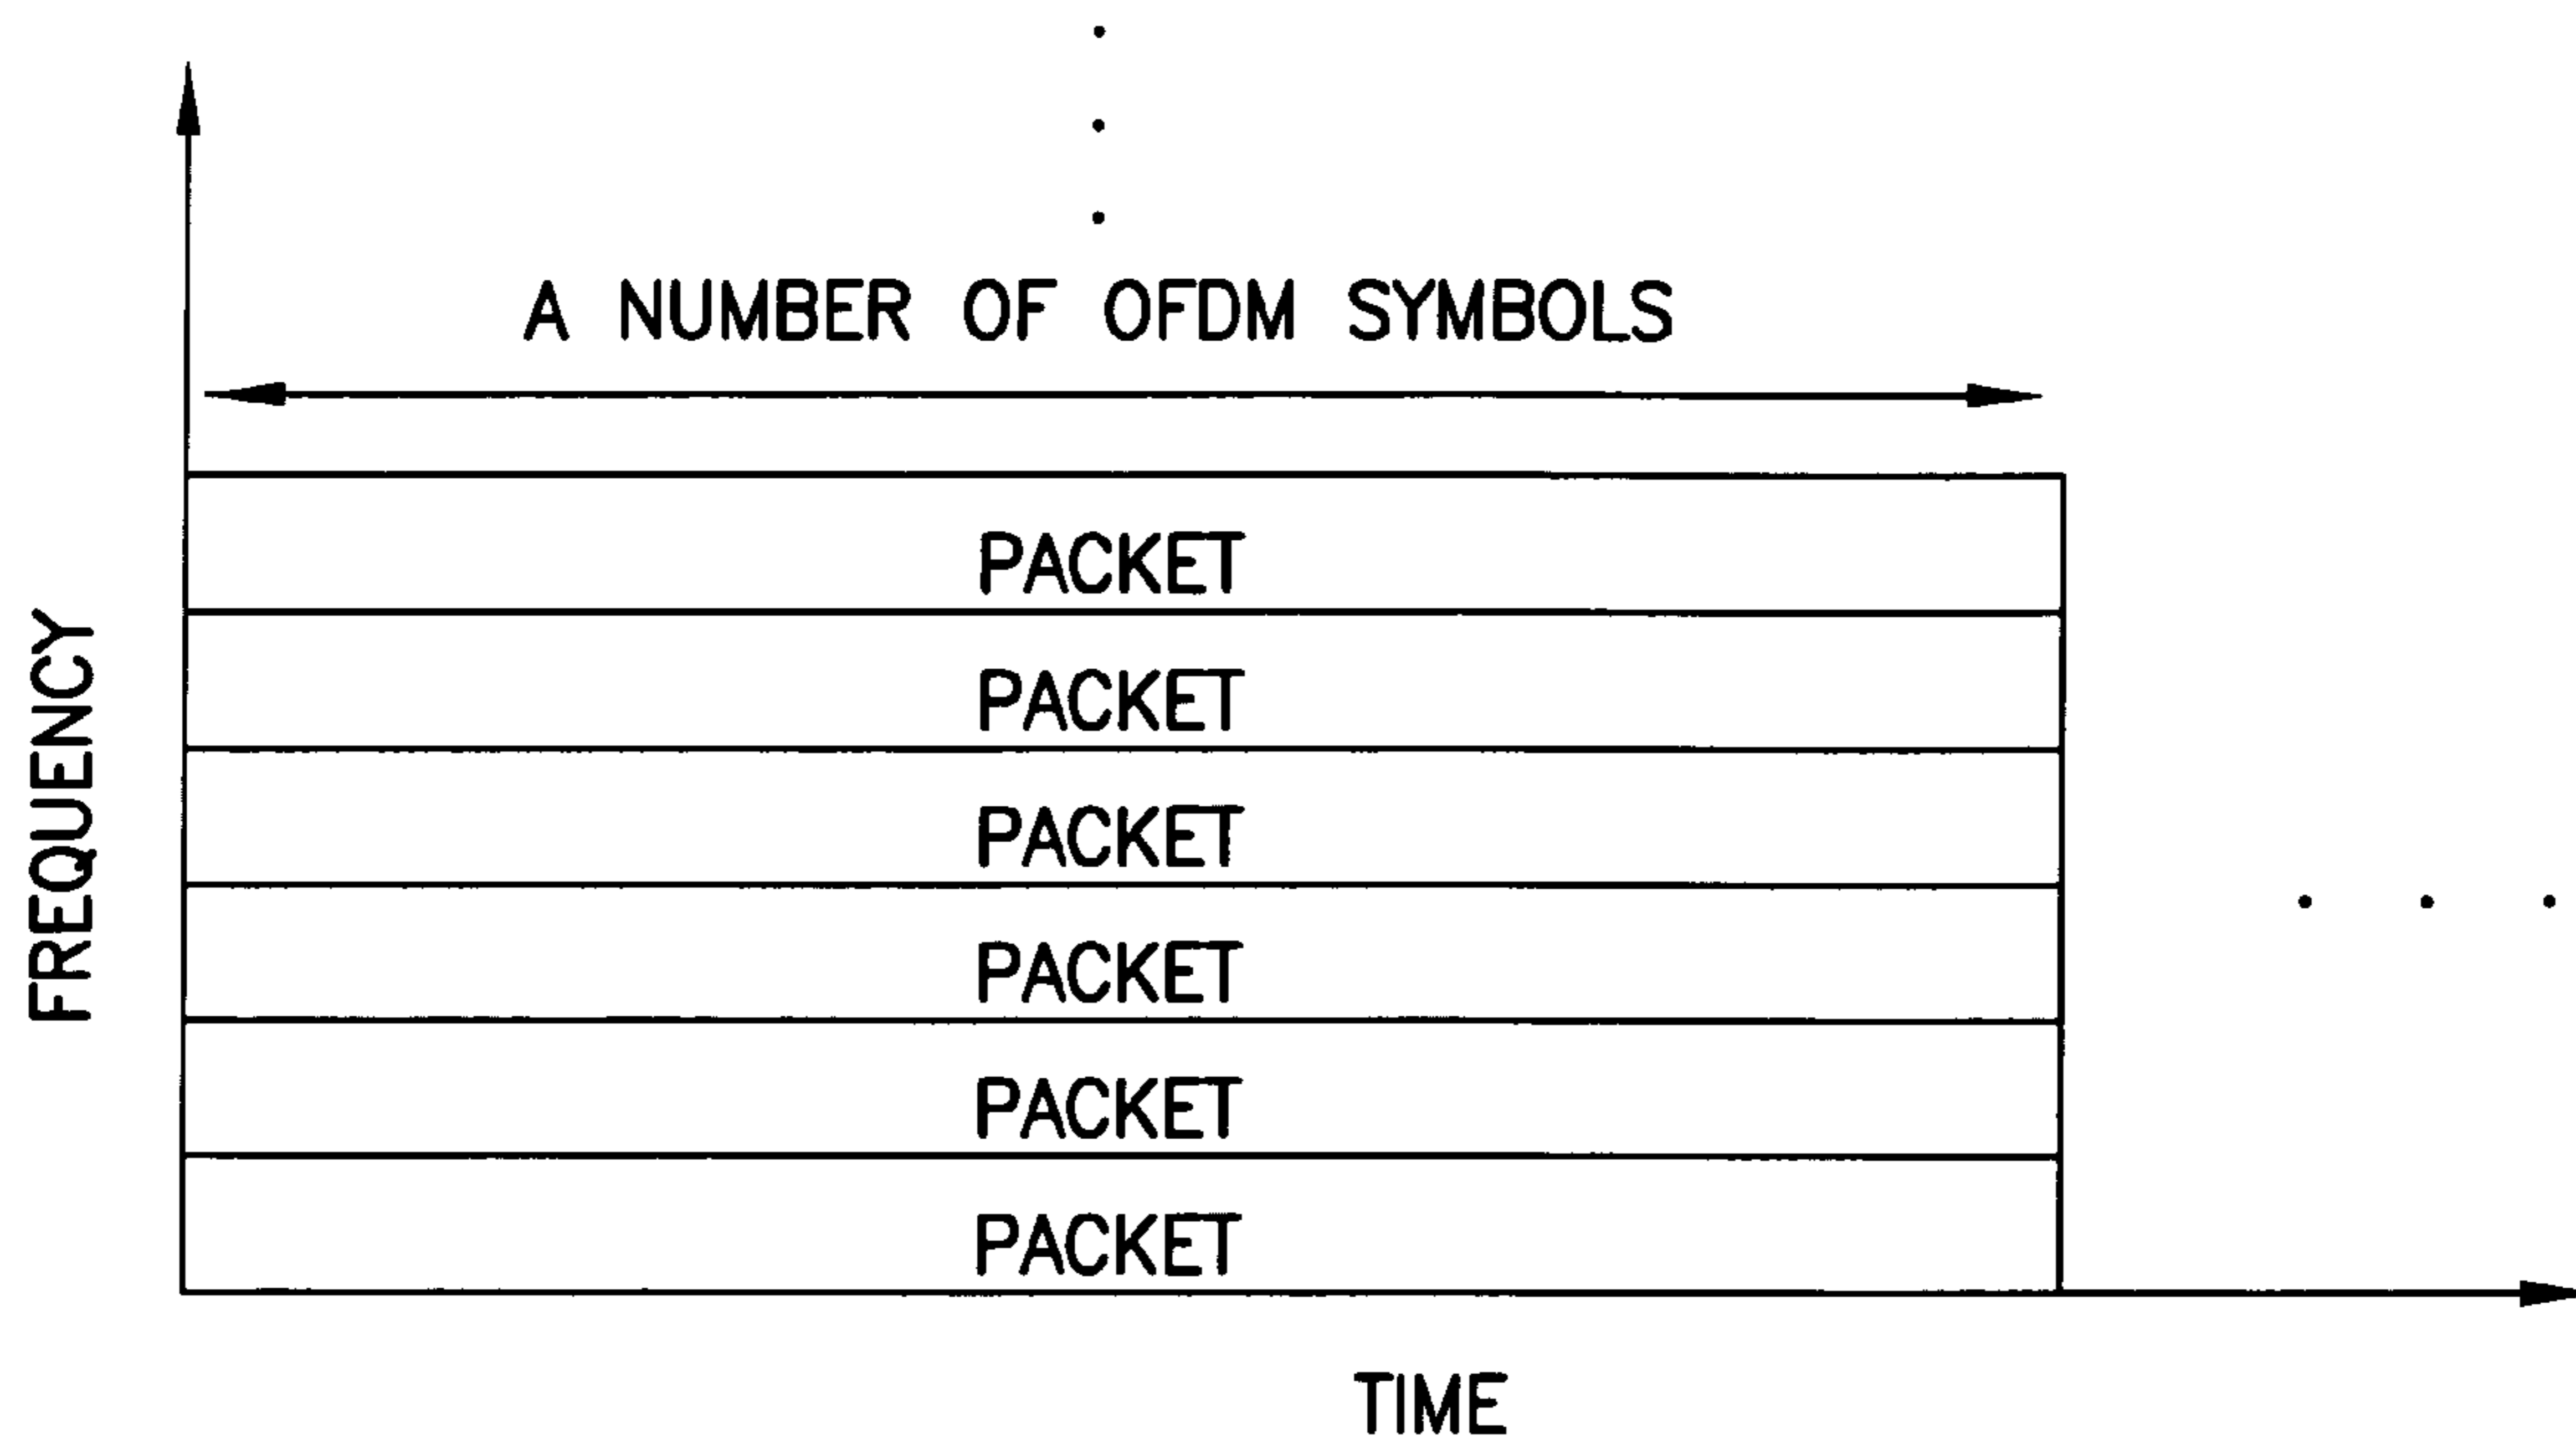 A NUMBER OF OFDM SYMBOLS
PACKET
PACKET
PACKET
PACKET
PACKET
PACKET
FREQUENCY
TIME